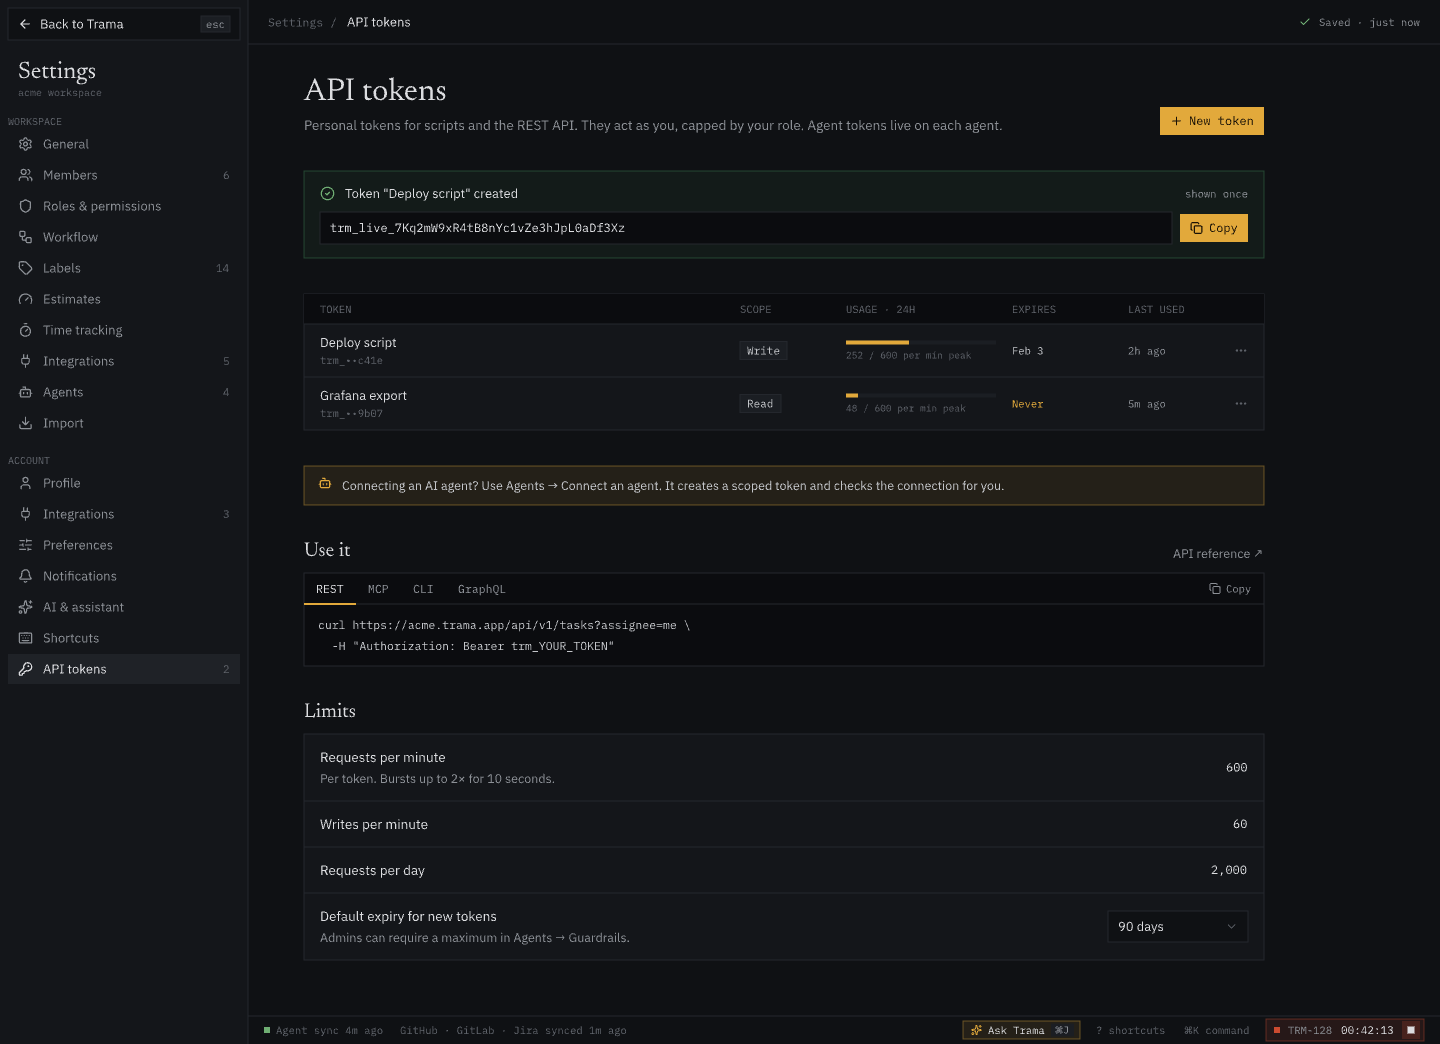 Back to Trama esc
Settings
acme workspace
WORKSPACE
General
Members 6
Roles & permissions
Workflow
Labels 14
Estimates
Time tracking
Integrations 5
Agents 4
Import
ACCOUNT
Profile
Integrations 3
Preferences
Notifications
AI & assistant
Shortcuts
API tokens 2
Settings / API tokens
Saved · just now
API tokens
Personal tokens for scripts and the REST API. They act as you, capped by your role. Agent tokens live on each agent.
+ New token
Token "Deploy script" created
shown once
trm_live_7Kq2mW9xR4tB8nYc1vZe3hJpL0aDf3Xz
Copy
TOKEN SCOPE USAGE · 24H EXPIRES LAST USED
Deploy script
trm_••c41e
Write
252 / 600 per min peak
Feb 3
2h ago
Grafana export
trm_••9b07
Read
48 / 600 per min peak
Never
5m ago
Connecting an AI agent? Use Agents → Connect an agent. It creates a scoped token and checks the connection for you.
Use it
API reference ↗
REST MCP CLI GraphQL
Copy
curl https://acme.trama.app/api/v1/tasks?assignee=me \
-H "Authorization: Bearer trm_YOUR_TOKEN"
Limits
Requests per minute
Per token. Bursts up to 2× for 10 seconds.
600
Writes per minute
60
Requests per day
2,000
Default expiry for new tokens
Admins can require a maximum in Agents → Guardrails.
90 days
Agent sync 4m ago
GitHub · GitLab · Jira synced 1m ago
Ask Trama ⌘J
? shortcuts
⌘K command
TRM-128 00:42:13